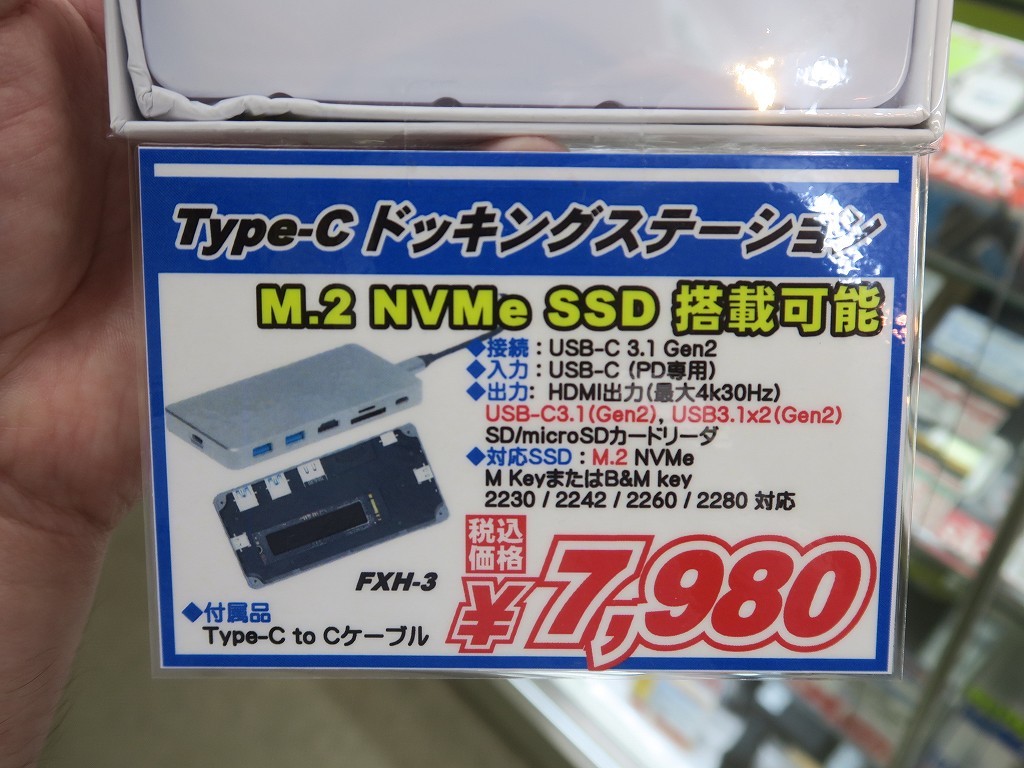 Type-C ドッキングステーション
M.2 NVMe SSD 搭載可能
◆接続：USB-C 3.1 Gen2
◆入力：USB-C（PD専用）
◆出力：HDMI出力(最大4k30Hz)
USB-C3.1(Gen2), USB3.1x2(Gen2)
SD/microSDカードリーダ
◆対応SSD：M.2 NVMe
M KeyまたはB&M key
2230 / 2242 / 2260 / 2280 対応
FXH-3
◆付属品
Type-C to Cケーブル
税込
価格
¥7,980